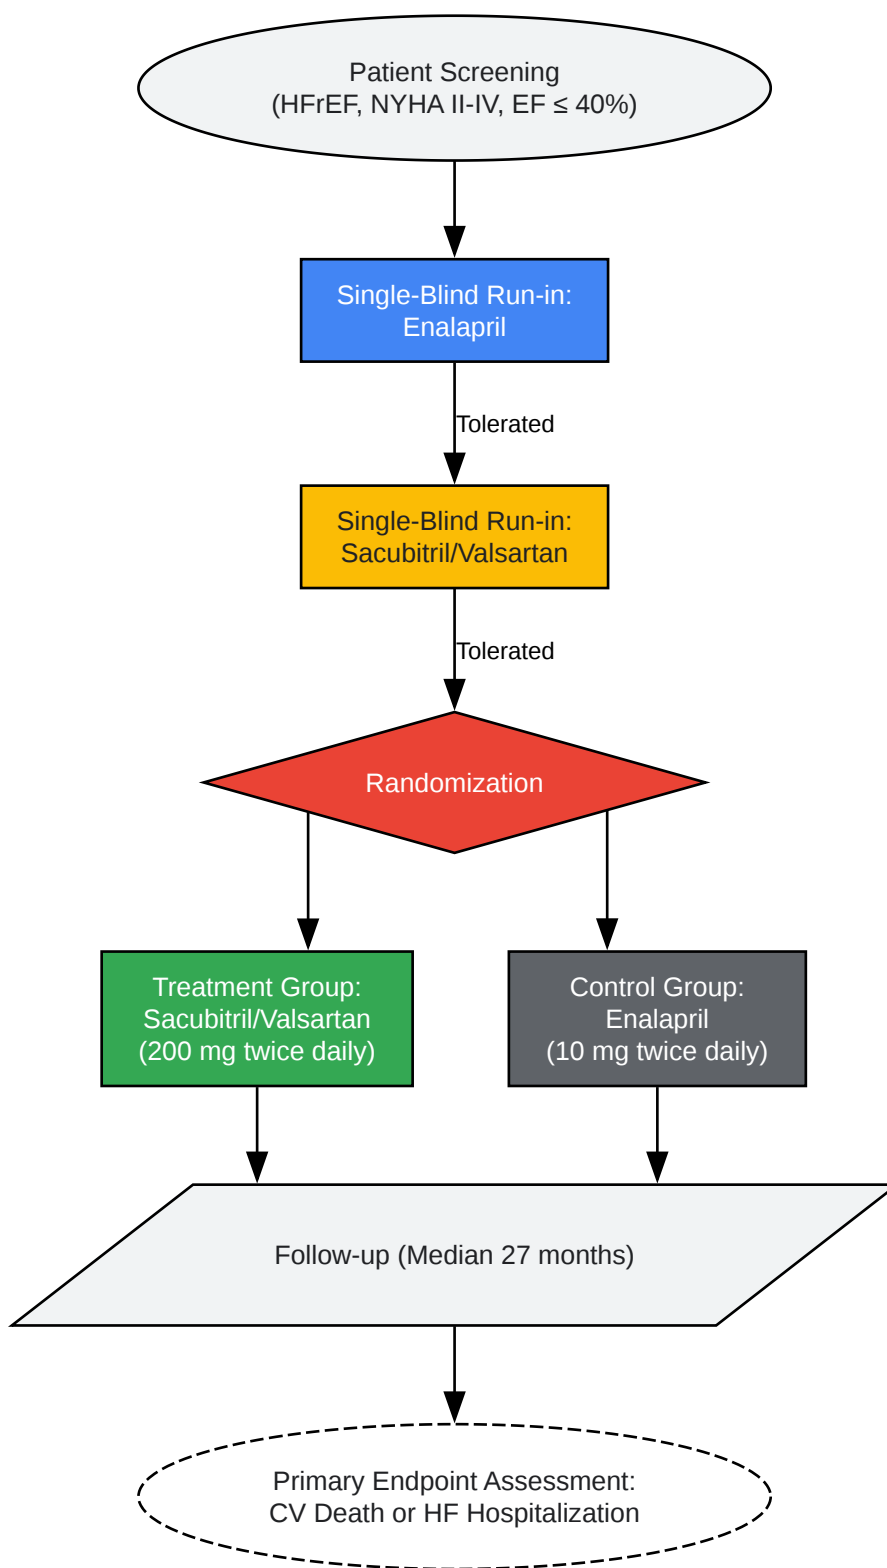 Patient Screening
(HFrEF, NYHA II-IV, EF ≤ 40%)
Single-Blind Run-in:
Enalapril
Tolerated
Single-Blind Run-in:
Sacubitril/Valsartan
Tolerated
Randomization
Treatment Group:
Sacubitril/Valsartan
(200 mg twice daily)
Control Group:
Enalapril
(10 mg twice daily)
Follow-up (Median 27 months)
Primary Endpoint Assessment:
CV Death or HF Hospitalization